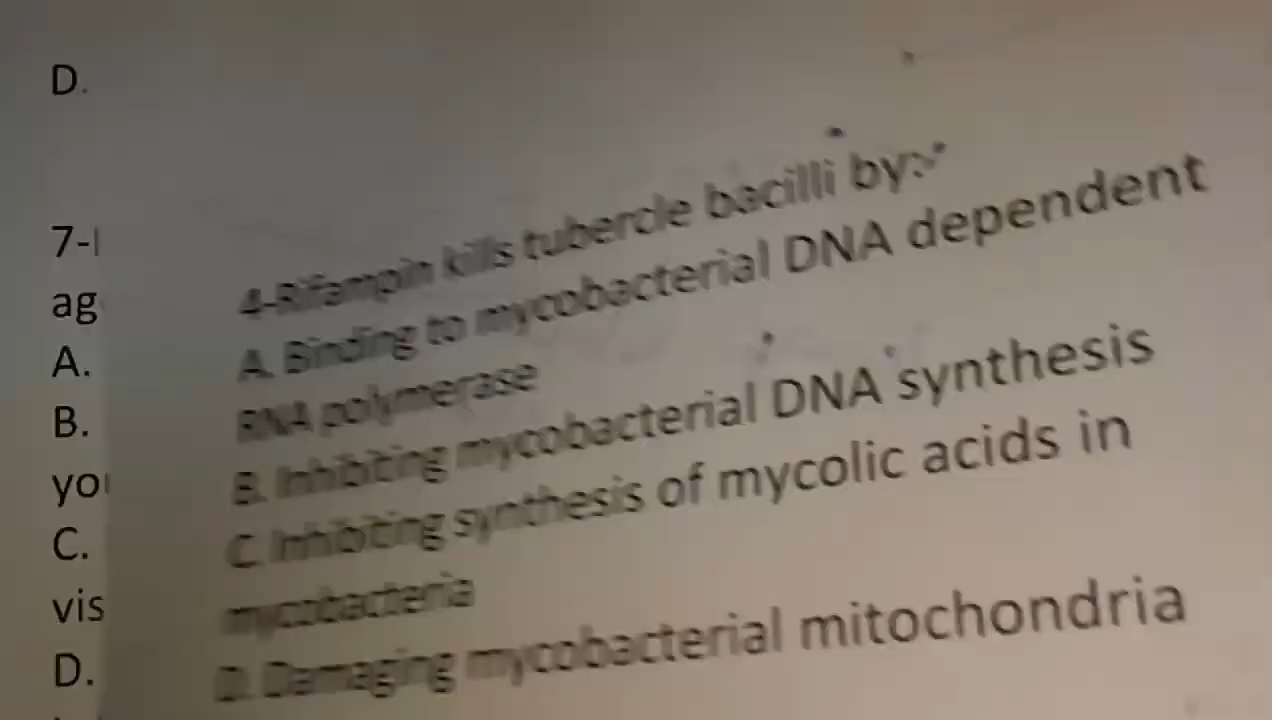 D.
7-
ag
A.
B.
yo
C.
vis
D.
4-Rifampin kills tubercle bacilli by:
A. Binding to mycobacterial DNA dependent
RNA polymerase
B. Inhibiting mycobacterial DNA synthesis
C. Inhibiting synthesis of mycolic acids in
mycobacteria
D. Damaging mycobacterial mitochondria